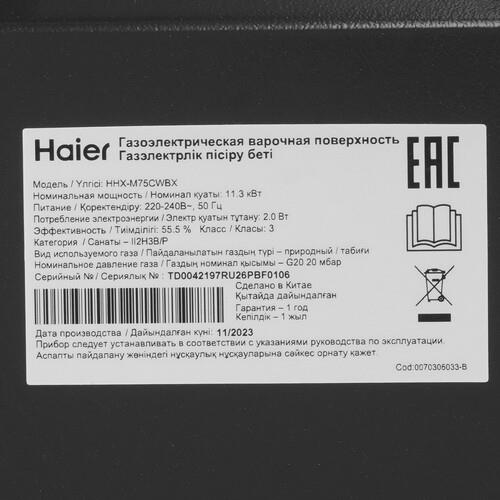 Haier
Газоэлектрическая варочная поверхность
Газэлектрлік пісіру беті
EAC
Модель / Үлгісі: HHX-M75CWBX
Номинальная мощность / Номинал қуаты: 11.3 кВт
Питание / Қоректендіру: 220-240В~, 50 Гц
Потребление электроэнергии / Электр қуатын тұтану: 2.0 Вт
Эффективность / Тиімділігі: 55.5 % Класс / Класы: 3
Категория / Санаты – II2H3B/P
Вид используемого газа / Пайдаланылатын газдың түрі – природный / табиғи
Номинальное давление газа / Газдың номинал қысымы – G20 20 мбар
Серийный № / Сериялық №: TD0042197RU26PBF0106
Сделано в Китае
Қытайда дайындалған
Гарантия – 1 год
Кепілдік – 1 жыл
Дата производства / Дайындалған күні: 11/2023
Прибор следует устанавливать в соответствии с указаниями руководства по эксплуатации.
Аспапты пайдалану жөніндегі нұсқаулық нұсқауларына сәйкес орнату қажет.
Cod:0070305033-B